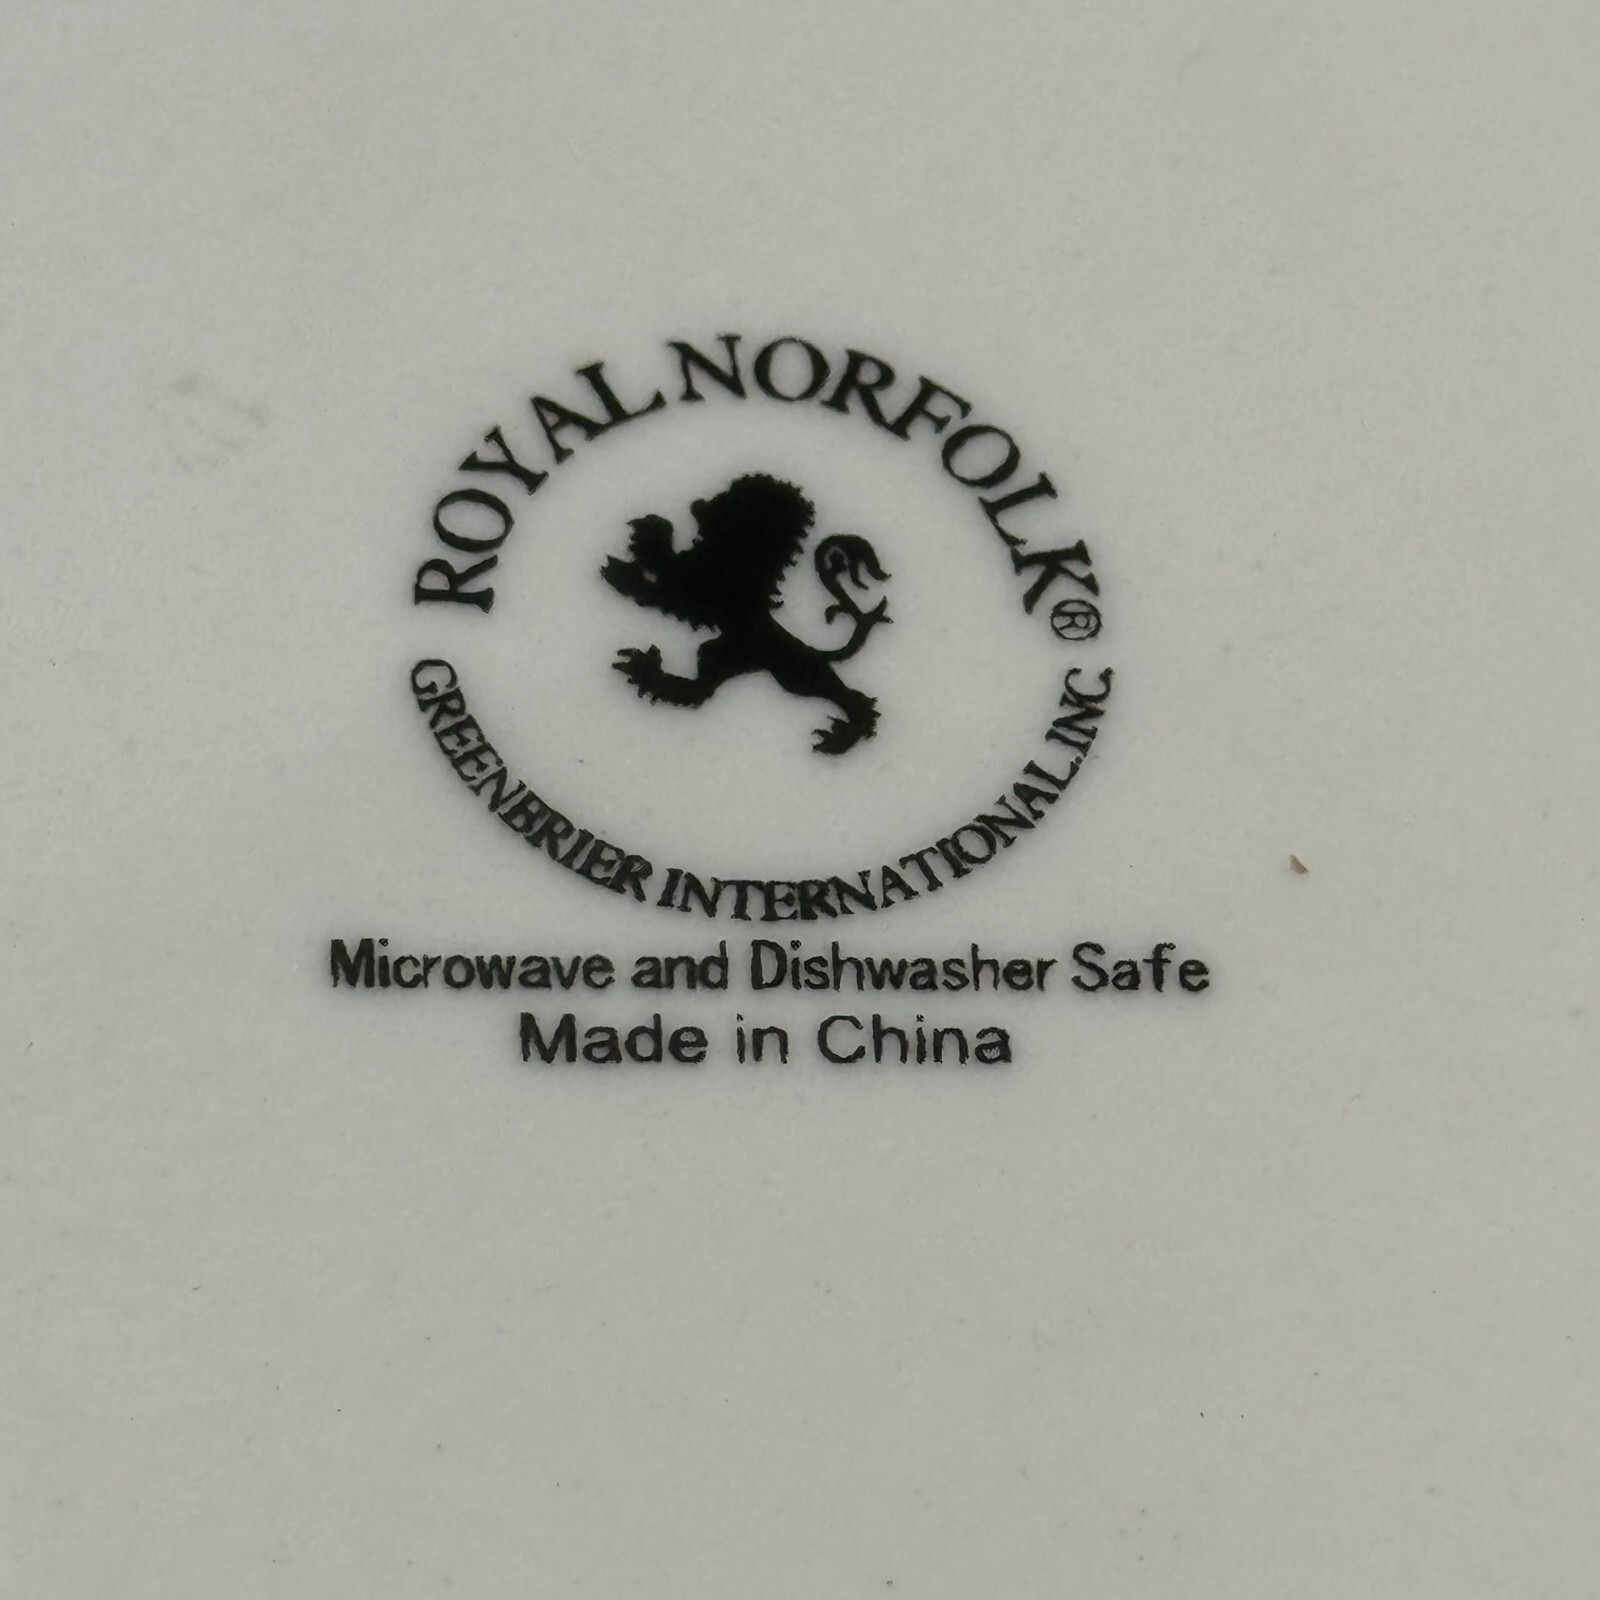 ROYAL NORFOLK®
GREENBRIER INTERNATIONAL.INC
Microwave and Dishwasher Safe
Made in China